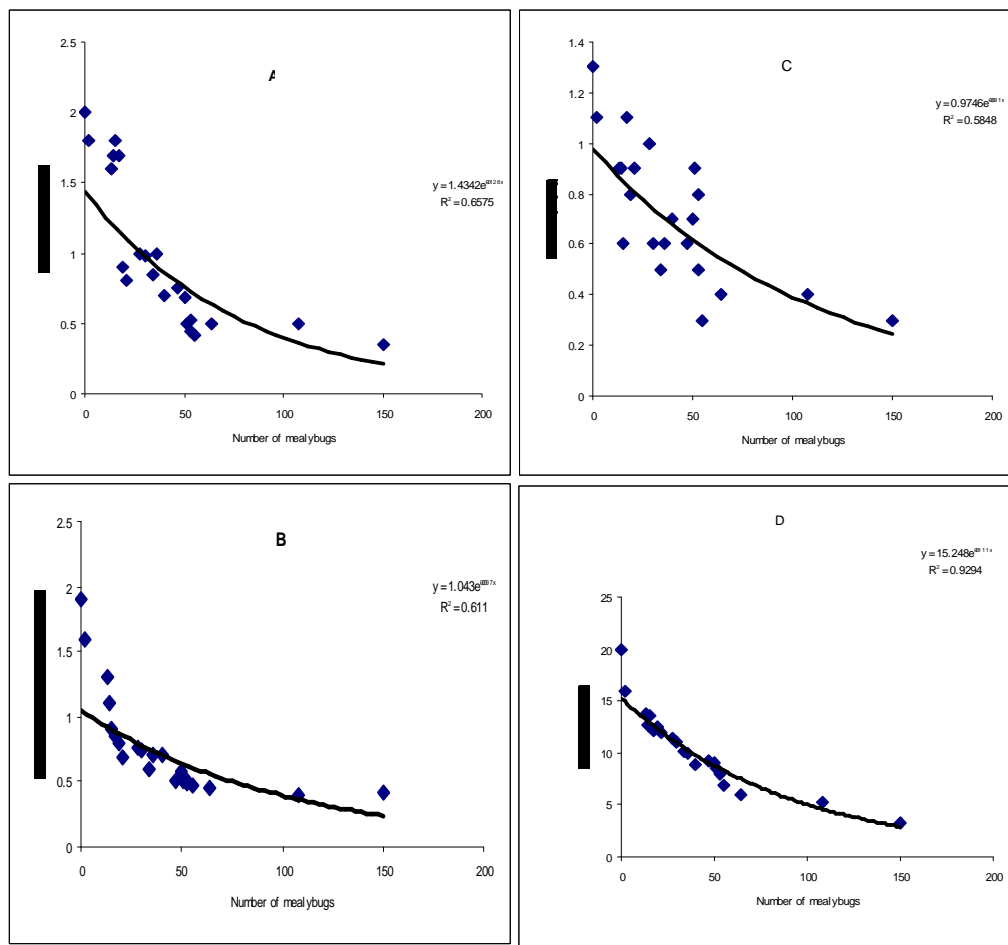 A
2.5
2
1.5
1
0.5
0
0 50 100 150 200
Number of mealybugs
y = 1.4342e
R² = 0.6575
C
1.4
1.2
1
0.8
0.6
0.4
0.2
0
0 50 100 150 200
Number of mealybugs
y = 0.9746e
R² = 0.5848
B
2.5
2
1.5
1
0.5
0
0 50 100 150 200
Number of mealybugs
y = 1.043e
R² = 0.611
D
25
20
15
10
5
0
0 50 100 150 200
Number of mealybugs
y = 15.248e
R² = 0.9294